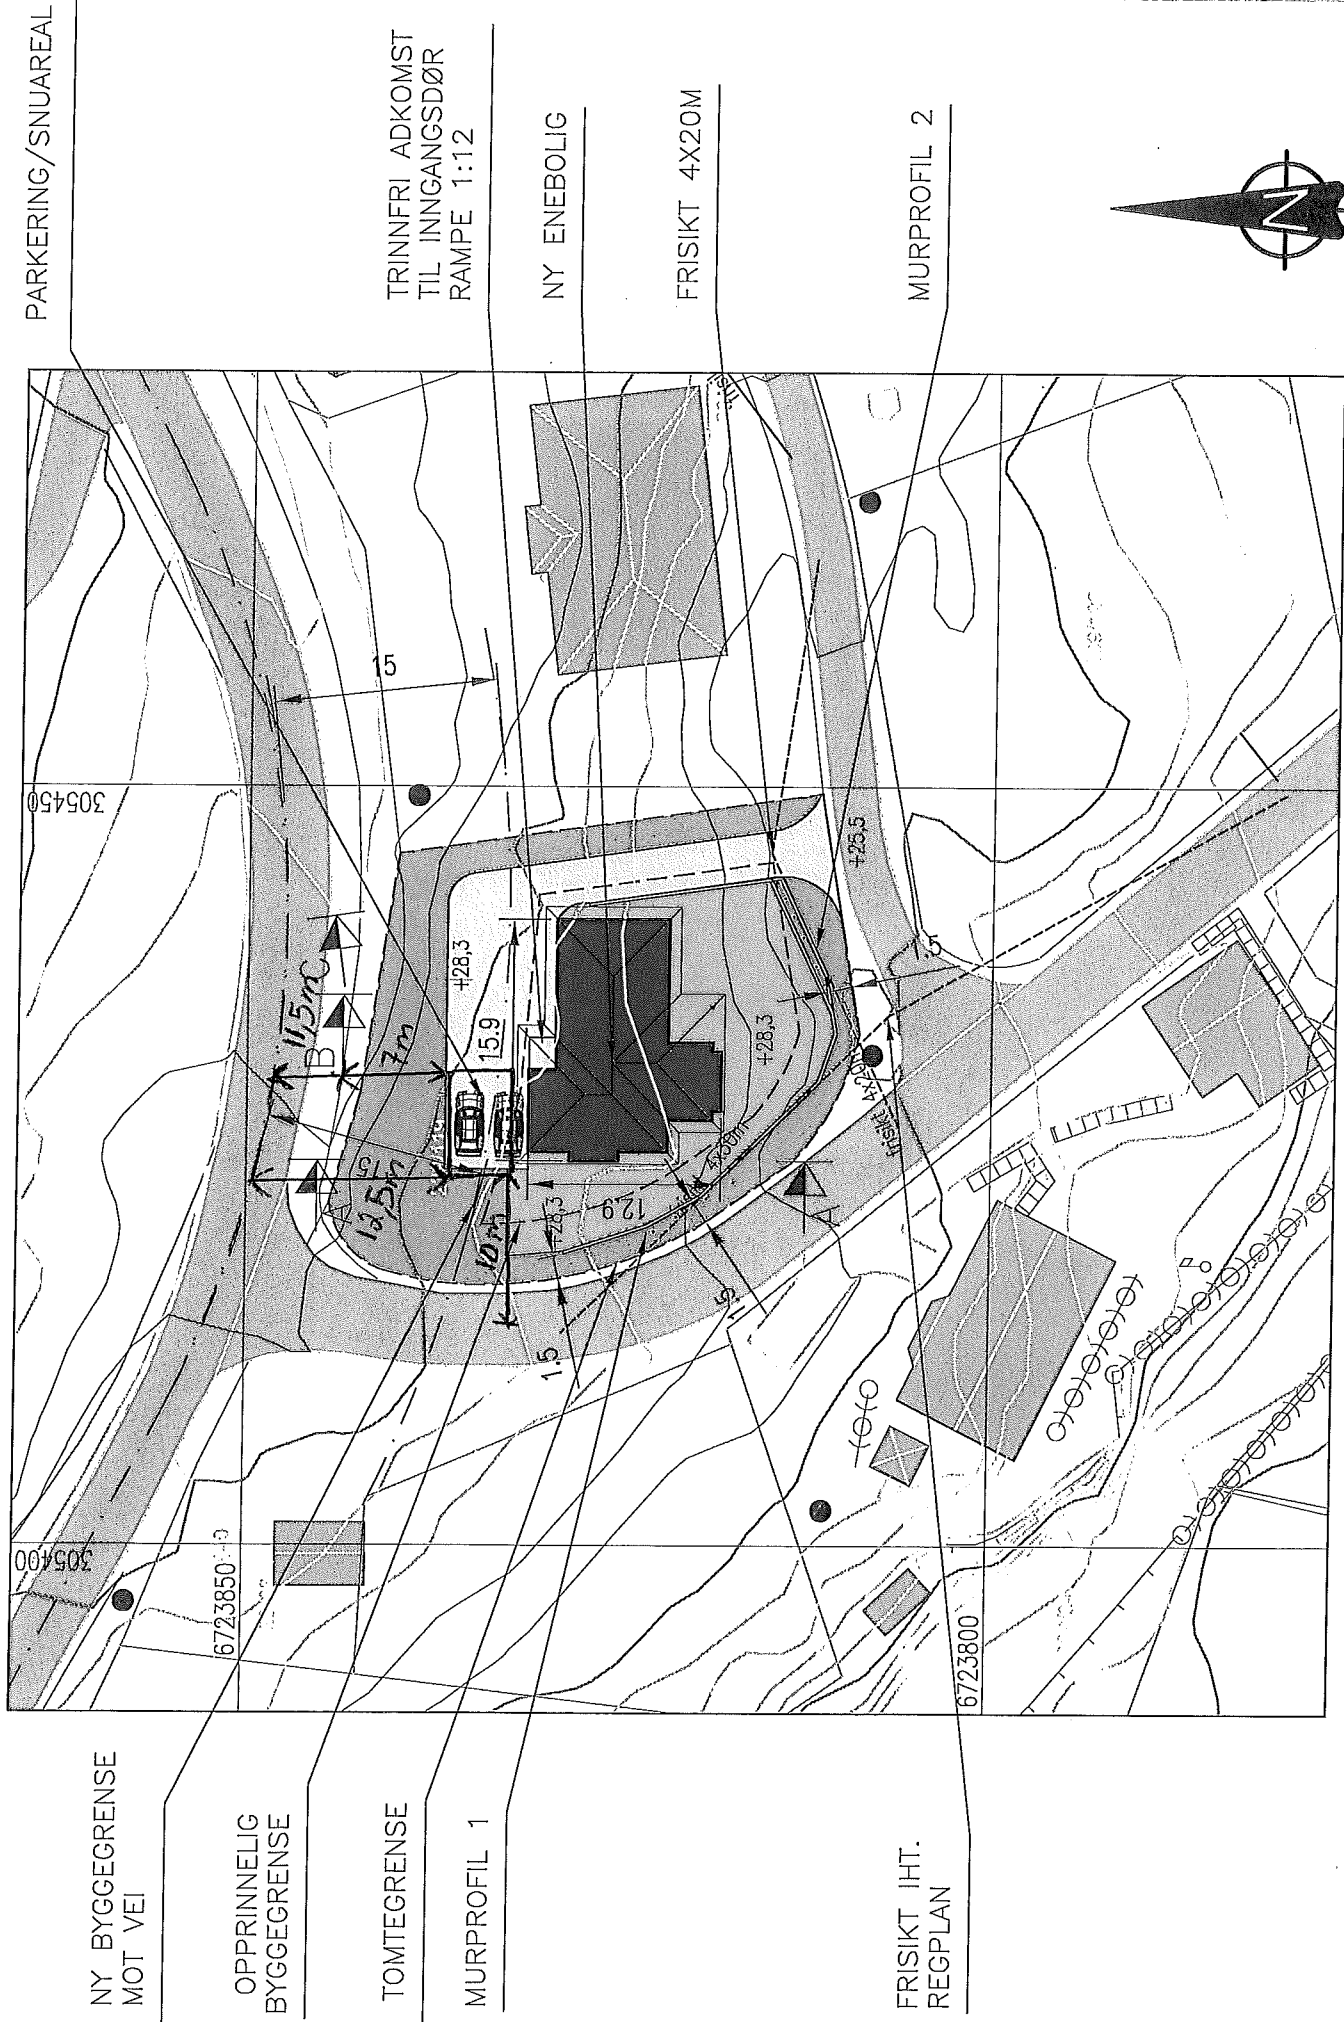 PARKERING/SNUAREAL
TRINNFRI ADKOMST
TIL INNGANGSDØR
RAMPE 1:12
NY ENEBOLIG
FRISIKT 4X20M
MURPROFIL 2
N
305450
305400
6723850
6723800
15
11,5m
C
B
7m
15
12,5m
A
10m
+28,3
15.9
+28,3
12.9
+28,3
4x30m
+25,5
.5
frisikt 4x20m
A
1.5
.5
NY BYGGEGRENSE
MOT VEI
OPPRINNELIG
BYGGEGRENSE
TOMTEGRENSE
MURPROFIL 1
FRISIKT IHT.
REGPLAN